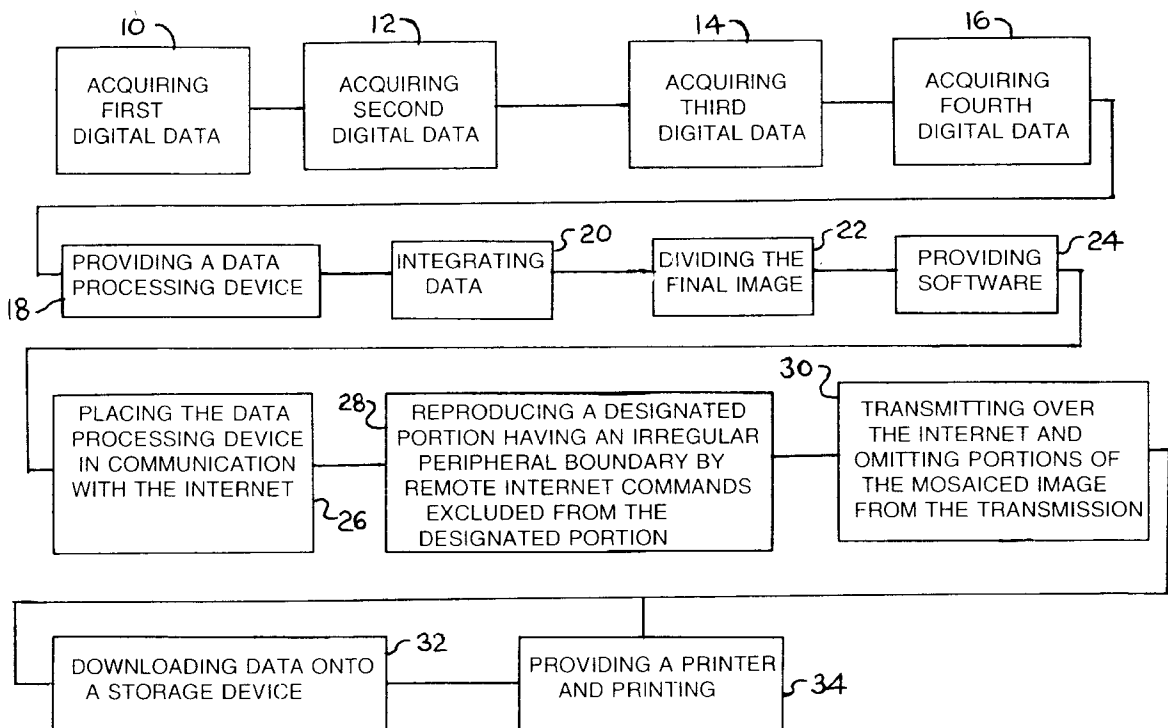 10
12
14
16
ACQUIRING
FIRST
DIGITAL DATA
ACQUIRING
SECOND
DIGITAL DATA
ACQUIRING
THIRD
DIGITAL DATA
ACQUIRING
FOURTH
DIGITAL DATA
PROVIDING A DATA
PROCESSING DEVICE
18
INTEGRATING
DATA
20
DIVIDING THE
FINAL IMAGE
22
PROVIDING
SOFTWARE
24
PLACING THE DATA
PROCESSING DEVICE
IN COMMUNICATION
WITH THE INTERNET
26
28
REPRODUCING A DESIGNATED
PORTION HAVING AN IRREGULAR
PERIPHERAL BOUNDARY BY
REMOTE INTERNET COMMANDS
EXCLUDED FROM THE
DESIGNATED PORTION
30
TRANSMITTING OVER
THE INTERNET AND
OMITTING PORTIONS OF
THE MOSAICED IMAGE
FROM THE TRANSMISSION
DOWNLOADING DATA ONTO
A STORAGE DEVICE
32
PROVIDING A PRINTER
AND PRINTING
34